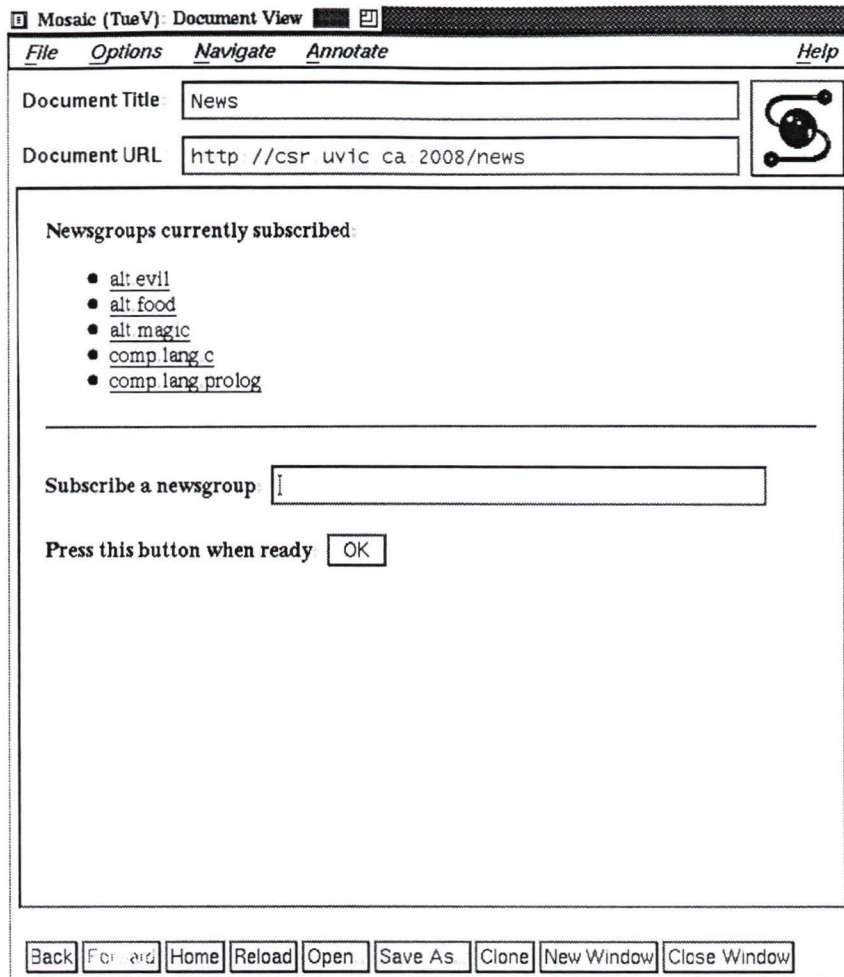 Mosaic (TueV): Document View
File Options Navigate Annotate Help
Document Title: News
Document URL: http://csr.uvic.ca:2008/news
Newsgroups currently subscribed:
• alt.evil
• alt.food
• alt.magic
• comp.lang.c
• comp.lang.prolog
Subscribe a newsgroup:
Press this button when ready: OK
Back Forward Home Reload Open... Save As... Clone New Window Close Window